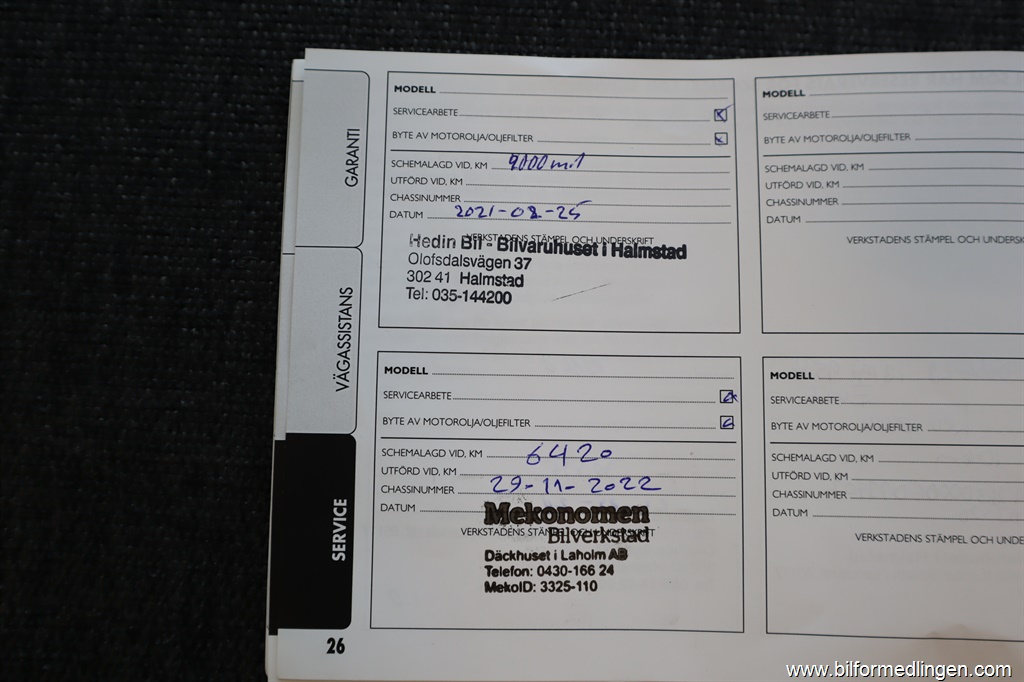 GARANTI
VÄGASSISTANS
SERVICE
26
MODELL
SERVICEARBETE
BYTE AV MOTOROLJA/OLJEFILTER
SCHEMALAGD VID, KM 9000 mil
UTFÖRD VID, KM
CHASSINUMMER
DATUM 2021-08-25
VERKSTADENS STÄMPEL OCH UNDERSKRIFT
Hedin Bil - Bilvaruhuset i Halmstad
Olofsdalsvägen 37
302 41 Halmstad
Tel: 035-144200
MODELL
SERVICEARBETE
BYTE AV MOTOROLJA/OLJEFILTER
SCHEMALAGD VID, KM 6420
UTFÖRD VID, KM
CHASSINUMMER 29-11-2022
DATUM
VERKSTADENS STÄMPEL OCH UNDERSKRIFT
Mekonomen
Bilverkstad
Däckhuset i Laholm AB
Telefon: 0430-166 24
MekoID: 3325-110
MODELL
SERVICEARBETE
BYTE AV MOTOROLJA/OLJEFILTER
SCHEMALAGD VID, KM
UTFÖRD VID, KM
CHASSINUMMER
DATUM
VERKSTADENS STÄMPEL OCH UNDERSK
MODELL
SERVICEARBETE
BYTE AV MOTOROLJA/OLJEFILTER
SCHEMALAGD VID, KM
UTFÖRD VID, KM
CHASSINUMMER
DATUM
VERKSTADENS STÄMPEL OCH UN
www.bilformedlingen.com